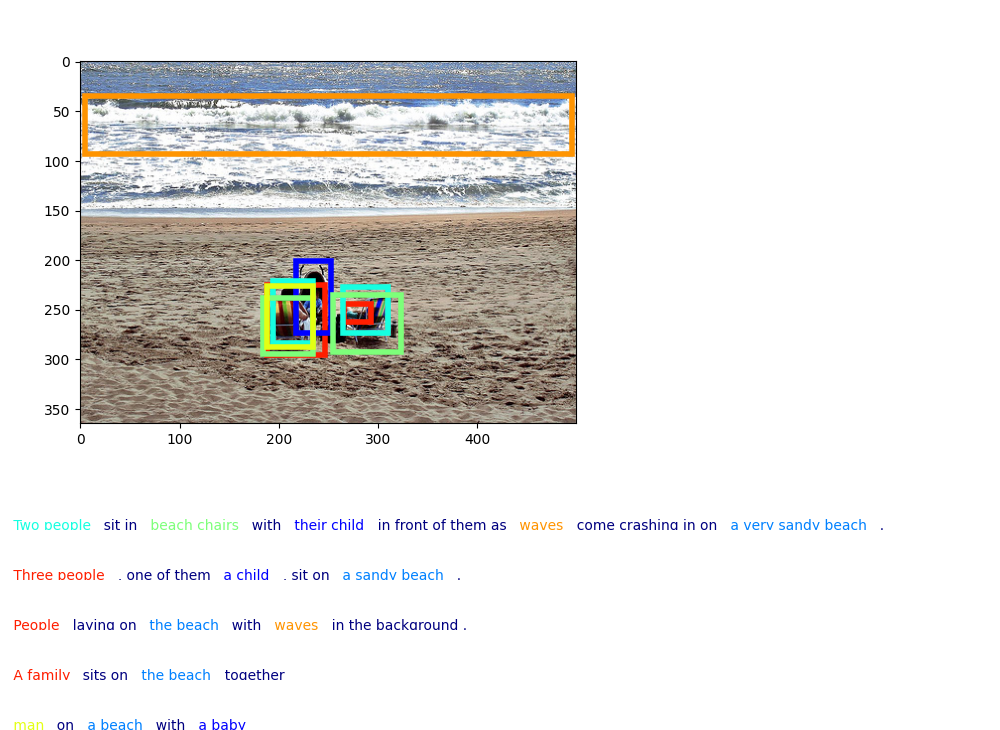 0
50
100
150
200
250
300
350
0 100 200 300 400
Two people sit in beach chairs with their child in front of them as waves come crashing in on a very sandy beach .
Three people , one of them a child , sit on a sandy beach .
People laying on the beach with waves in the background .
A family sits on the beach together
man on a beach with a baby